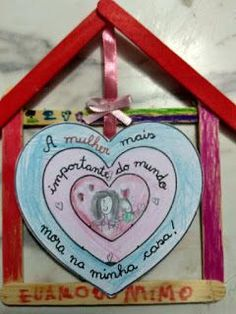 A mulher mais
importante do mundo
mora na minha casa!